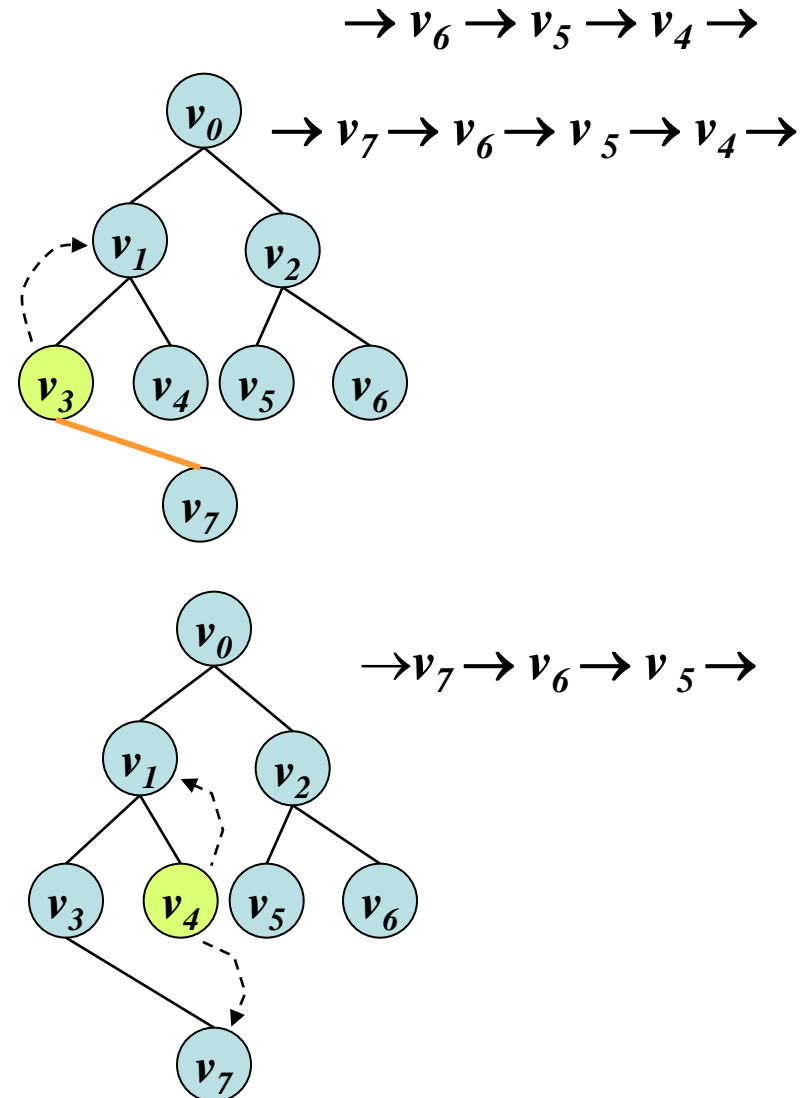 → v₆ → v₅ → v₄ →
v₀
→ v₇ → v₆ → v₅ → v₄ →
v₁ v₂
v₃ v₄ v₅ v₆
v₇
v₀
→ v₇ → v₆ → v₅ →
v₁ v₂
v₃ v₄ v₅ v₆
v₇